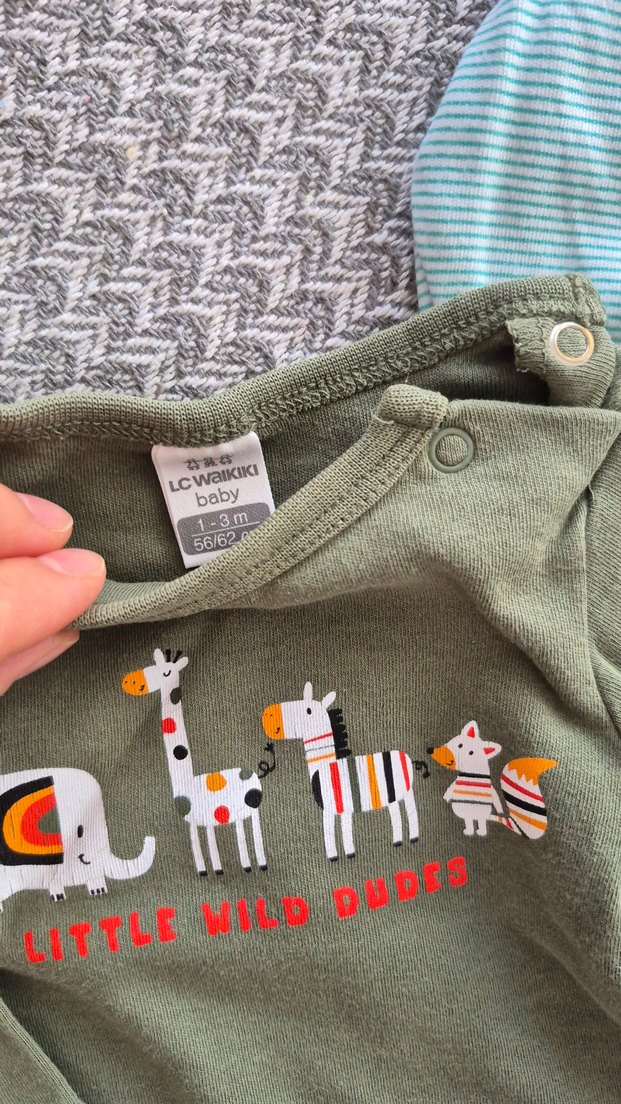 LC WAIKIKI
baby
1 - 3 m
56/62
LITTLE WILD DUDES